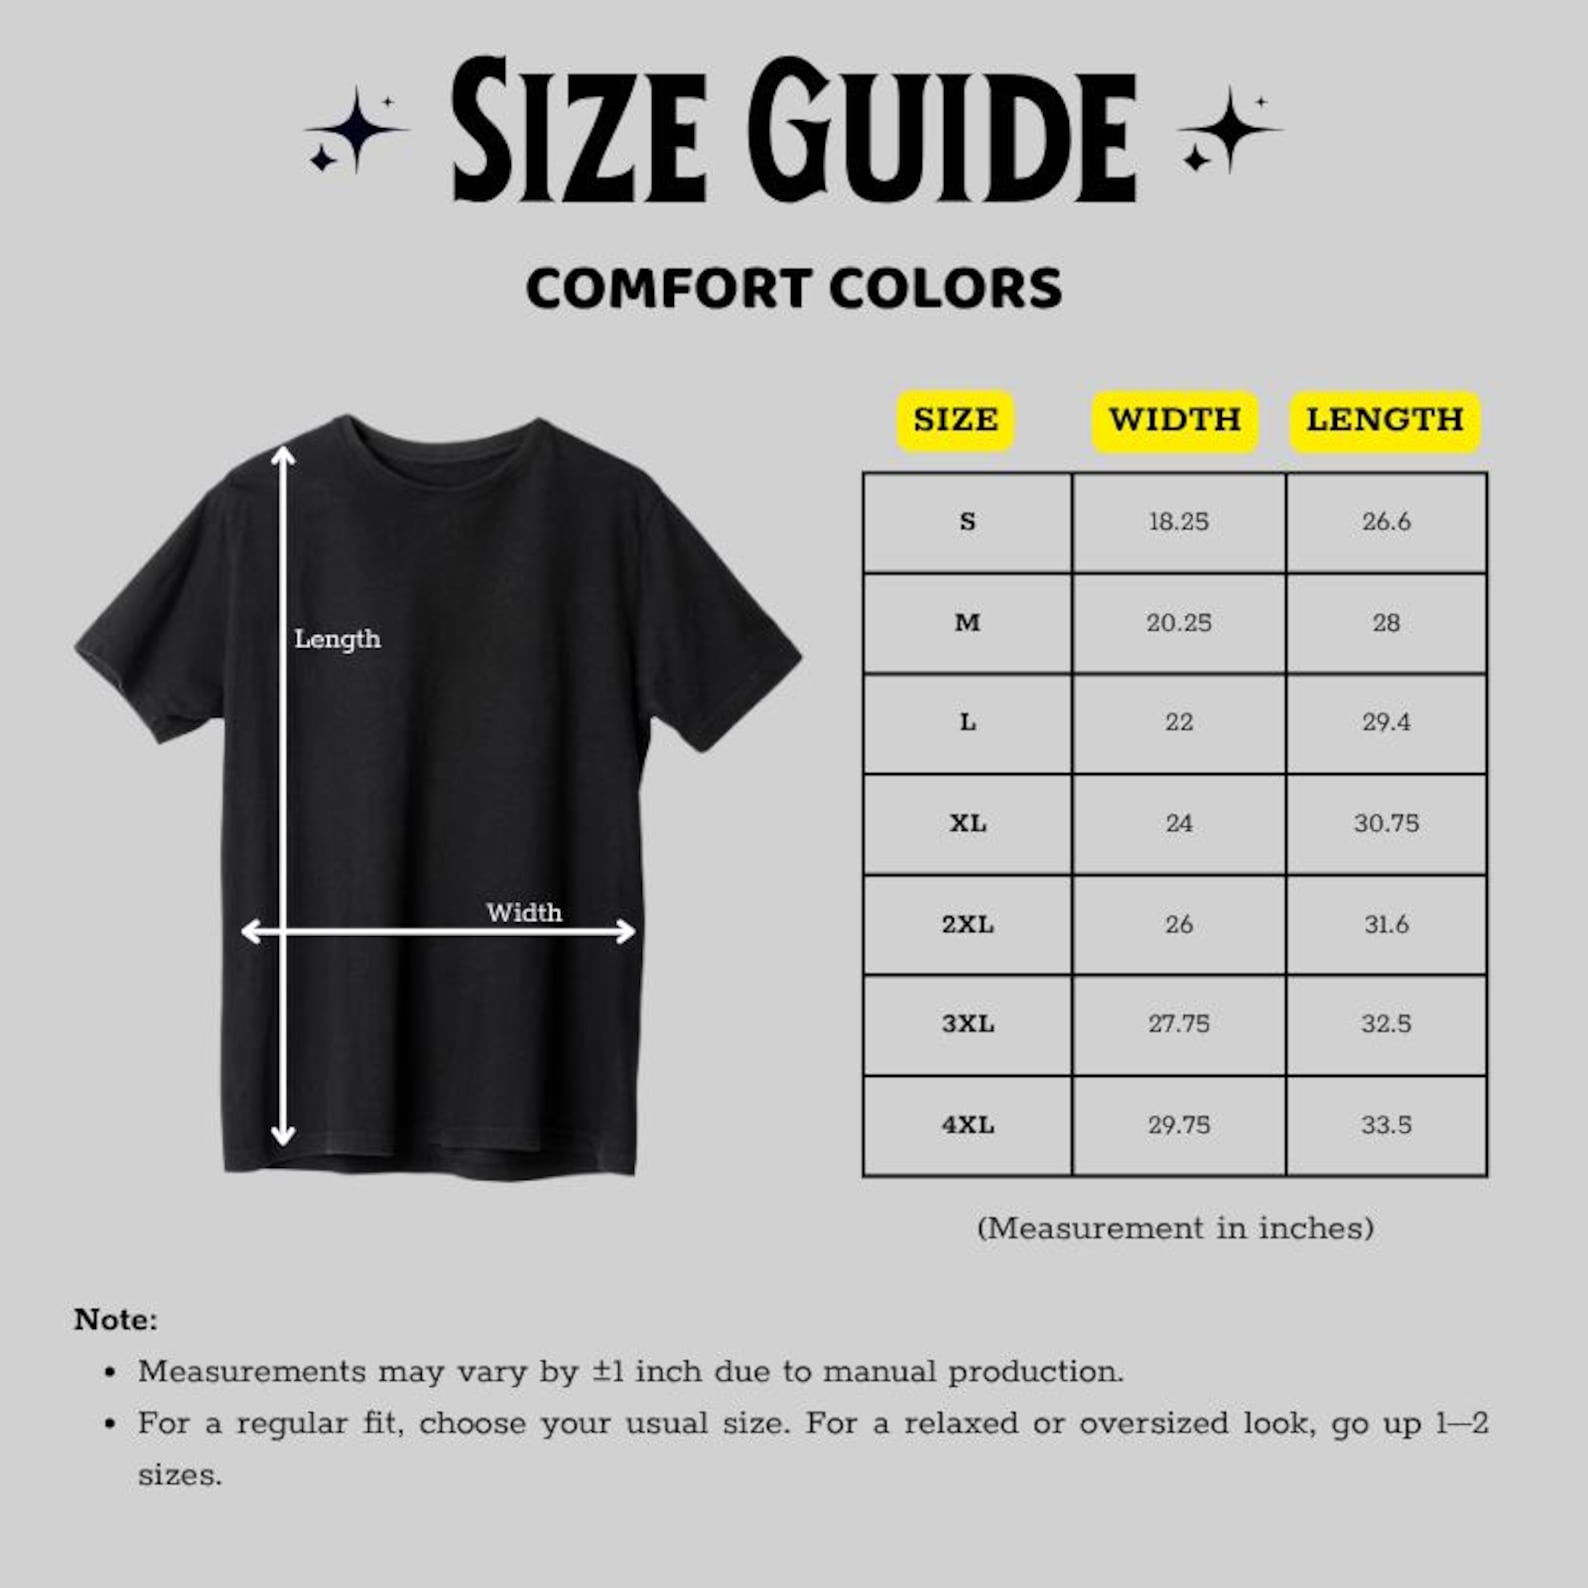 SIZE GUIDE
COMFORT COLORS
SIZE WIDTH LENGTH
S 18.25 26.6
M 20.25 28
L 22 29.4
XL 24 30.75
2XL 26 31.6
3XL 27.75 32.5
4XL 29.75 33.5
Length
Width
(Measurement in inches)
Note:
• Measurements may vary by ±1 inch due to manual production.
• For a regular fit, choose your usual size. For a relaxed or oversized look, go up 1–2
sizes.